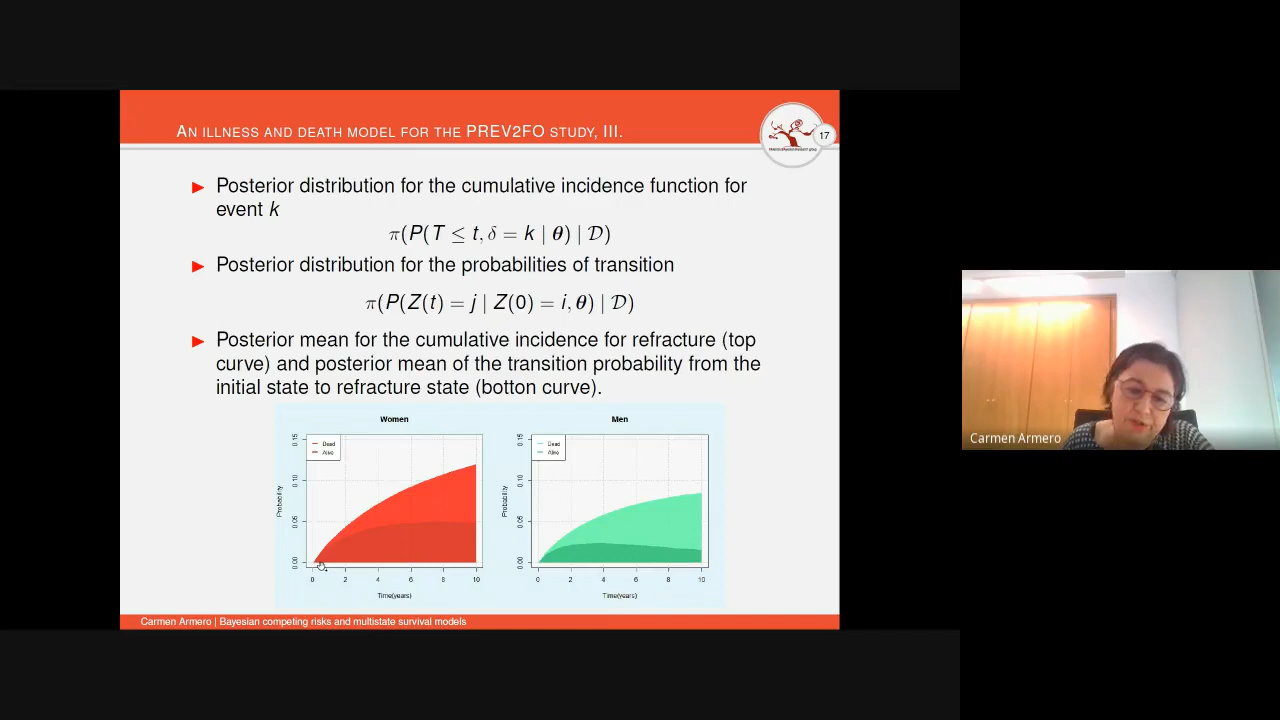 AN ILLNESS AND DEATH MODEL FOR THE PREV2FO STUDY, III.
17
Posterior distribution for the cumulative incidence function for
event k
π(P(T ≤ t, δ = k | θ) | D)
Posterior distribution for the probabilities of transition
π(P(Z(t) = j | Z(0) = i, θ) | D)
Posterior mean for the cumulative incidence for refracture (top
curve) and posterior mean of the transition probability from the
initial state to refracture state (botton curve).
Women
Dead
Alive
Probability
0.00 0.05 0.10 0.15
0 2 4 6 8 10
Time(years)
Men
Dead
Alive
Probability
0.00 0.05 0.10 0.15
0 2 4 6 8 10
Time(years)
Carmen Armero | Bayesian competing risks and multistate survival models
Carmen Armero